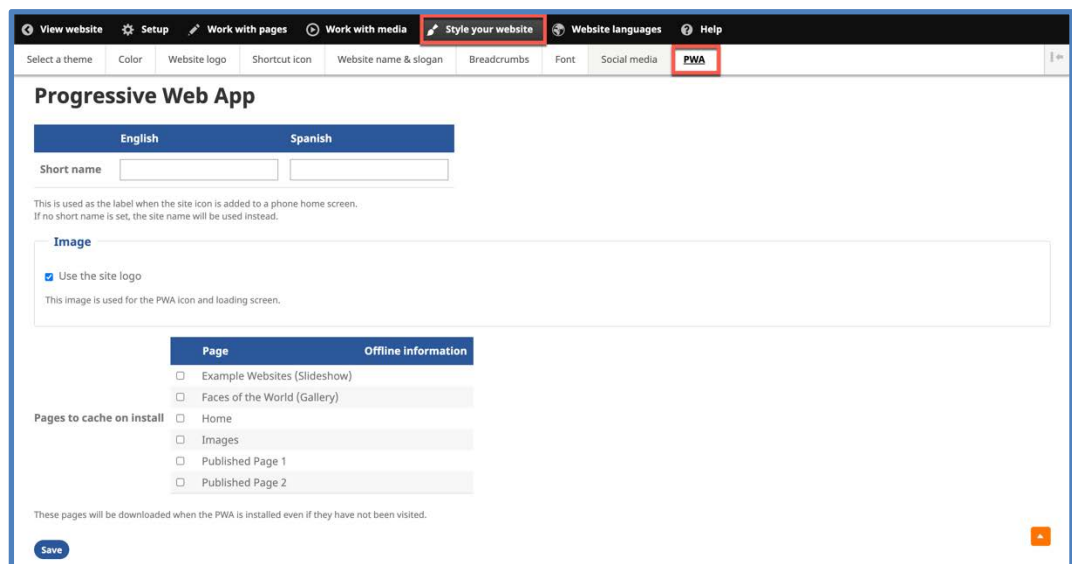 View website Setup Work with pages Work with media Style your website Website languages Help
Select a theme Color Website logo Shortcut icon Website name & slogan Breadcrumbs Font Social media PWA
Progressive Web App
English Spanish
Short name
This is used as the label when the site icon is added to a phone home screen.
If no short name is set, the site name will be used instead.
Image
Use the site logo
This image is used for the PWA icon and loading screen.
Page Offline information
Example Websites (Slideshow)
Faces of the World (Gallery)
Pages to cache on install Home
Images
Published Page 1
Published Page 2
These pages will be downloaded when the PWA is installed even if they have not been visited.
Save